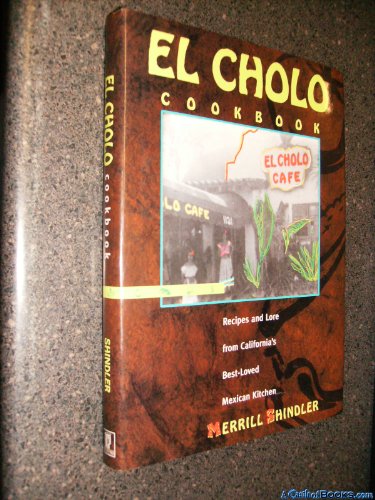 EL CHOLO
COOKBOOK
EL CHOLO
CAFE
LO CAFE
1121
Recipes and Lore
from California's
Best-Loved
Mexican Kitchen
MERRILL SHINDLER
EL CHOLO
cookbook
SHINDLER